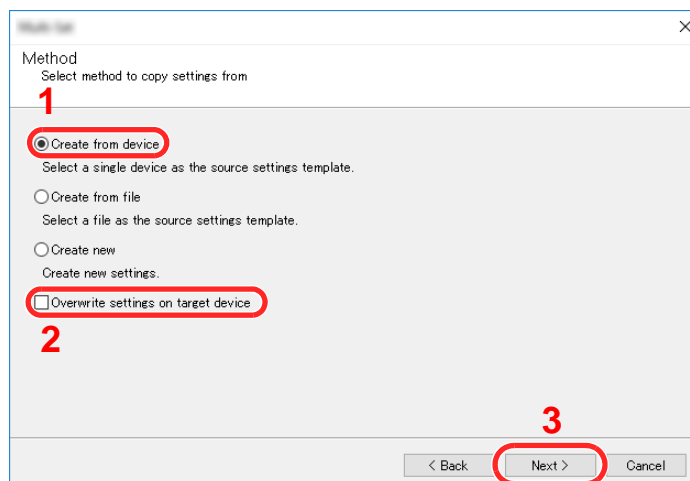 Method
Select method to copy settings from
1
Create from device
Select a single device as the source settings template.
Create from file
Select a file as the source settings template.
Create new
Create new settings.
Overwrite settings on target device
2
3
< Back Next > Cancel